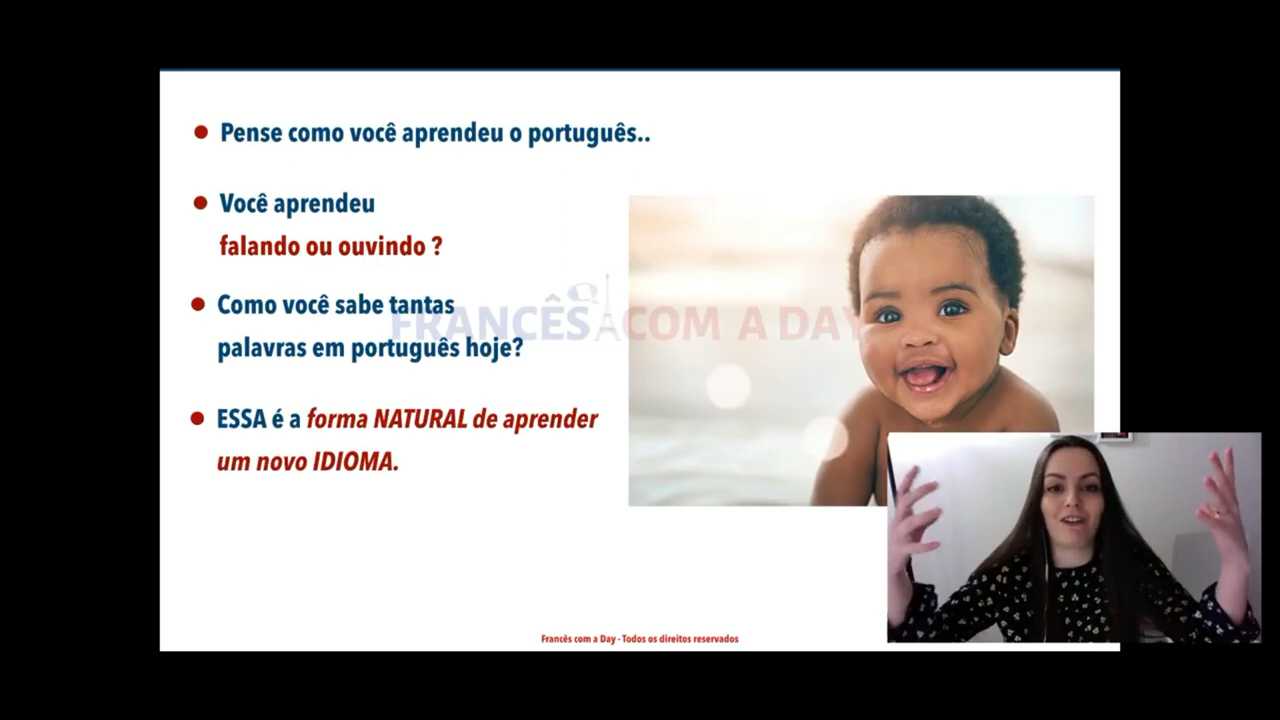 Pense como você aprendeu o português..
Você aprendeu
falando ou ouvindo ?
Como você sabe tantas
palavras em português hoje?
ESSA é a forma NATURAL de aprender
um novo IDIOMA.
FRANCÊS COM A DAY
Francês com a Day - Todos os direitos reservados